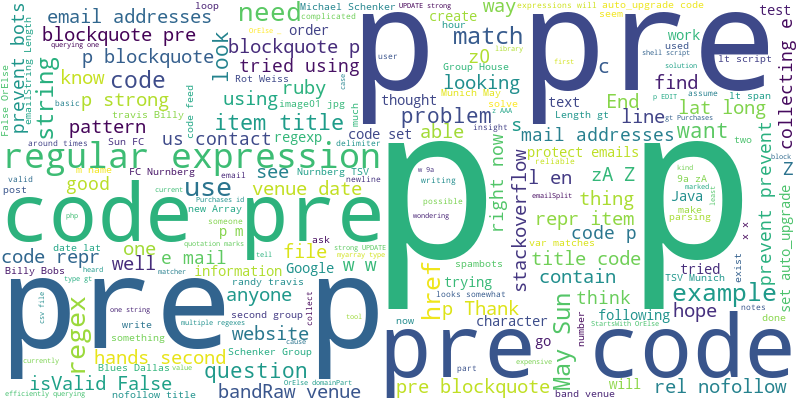 loop
Michael Schenker
UPDATE strong
expressions will auto_upgrade code
email addresses
need
complicated
create
way
seem
test
prevent bots
blockquote pre
order
OrElse
hour
p
pre
querying one
look
blockquote p
match
z0
work
used
library
shell script
lt script
p blockquote
tried using
user
Group House
c
first
solution
know
code
Rot Weiss
looking
Munich May
find
collecting e
False OrElse
emailString Length
string
p strong
ruby
thought
solve
text
End
assume
lt span
basic
travis Billy
code feed
using
image01 jpg
case
much
problem
z AAA
Length gt
p EDIT
Purchases
lat long
pattern
item title
insight
s
line
around times
Sun FC
us contact
regexp
delimiter
code set
able
mail addresses
want
two
block
regular expression
see
Nurnberg TSV
w 9a
right now
protect emails
kind
9a zA
Z
m name
FC Nurnberg
email
newline
writing
reliable
l en
zA Z
marked
Java
valid
post
good
use
venue date
possible
emailSplit
thing
make
parsing
least
current
Purchases id
new Array
wondering
stackoverflow
repr item
x x
prevent prevent
code pre
php
someone
quotation marks
p
p
code p
var matches
date lat
one
p m
file
ask
strong UPDATE
myarray type
title code
tried
exist
set auto_upgrade
code repr
e mail
w w
spambots
contain
TSV Munich
Billy Bobs
heard
well
matcher
tell
information
Google
href
trying
example
type gt
randy travis
looks somewhat
May Sun
think
StartsWith OrElse
notes
pre
p
anyone
second group
collect
p Thank
following
hope
done
csv file
regex
one string
write
multiple regexes
website
cause
tool
now
character
go
something
hands second
Schenker Group
pre
code
currently
Blues Dallas
value
question
OrElse domainPart
part
expensive
isValid False
bandRaw venue
pre blockquote
will
rel nofollow
efficiently querying
nofollow title
band venue